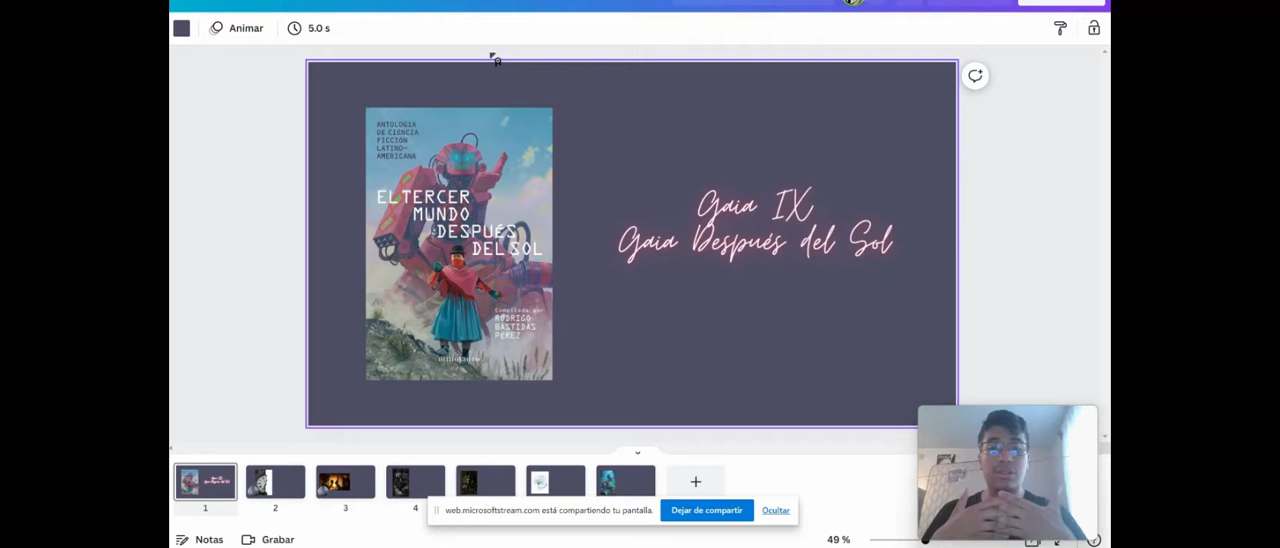 Animar
5.0 s
ANTOLOGÍA
DE CIENCIA
FICCIÓN
LATINO-
AMERICANA
EL TERCER
MUNDO
DESPUÉS
DEL SOL
Compilada por
RODRIGO
BASTIDAS
PÉREZ
minotauro
Gaia IX
Gaia Después del Sol
1
2
3
4
web.microsoftstream.com está compartiendo tu pantalla.
Dejar de compartir
Ocultar
Notas
Grabar
49 %